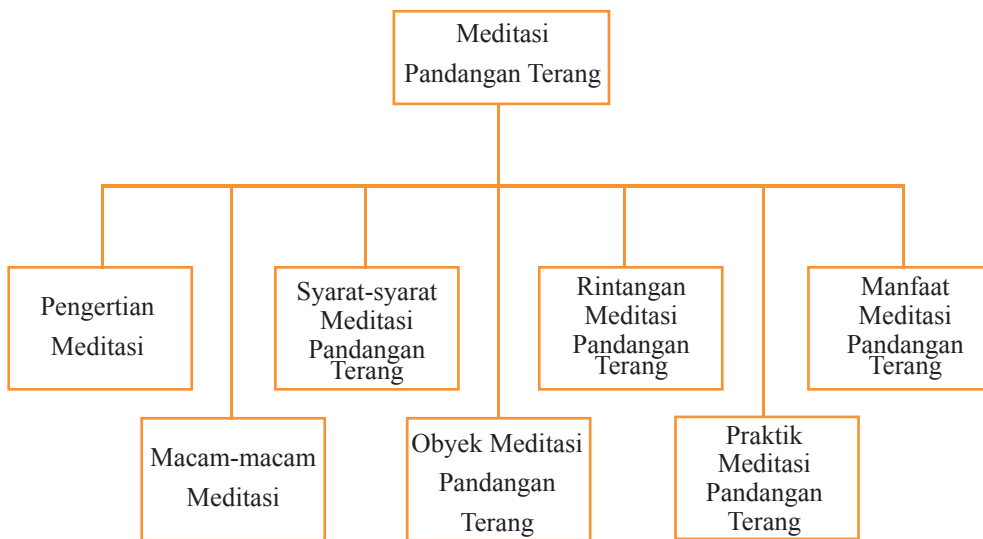 Meditasi
Pandangan Terang
Pengertian
Meditasi
Syarat-syarat
Meditasi
Pandangan
Terang
Rintangan
Meditasi
Pandangan
Terang
Manfaat
Meditasi
Pandangan
Terang
Macam-macam
Meditasi
Obyek Meditasi
Pandangan
Terang
Praktik
Meditasi
Pandangan
Terang